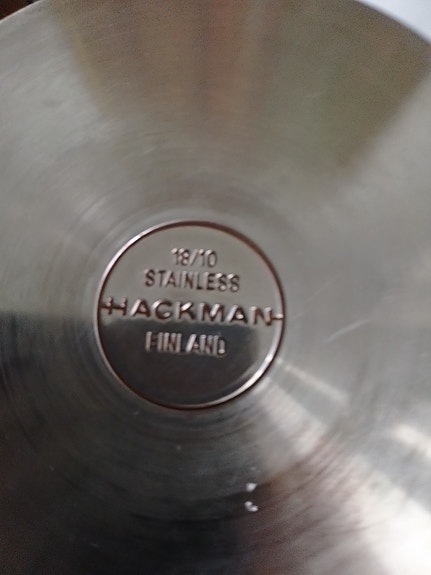 18/10
STAINLESS
HACKMAN
FINLAND